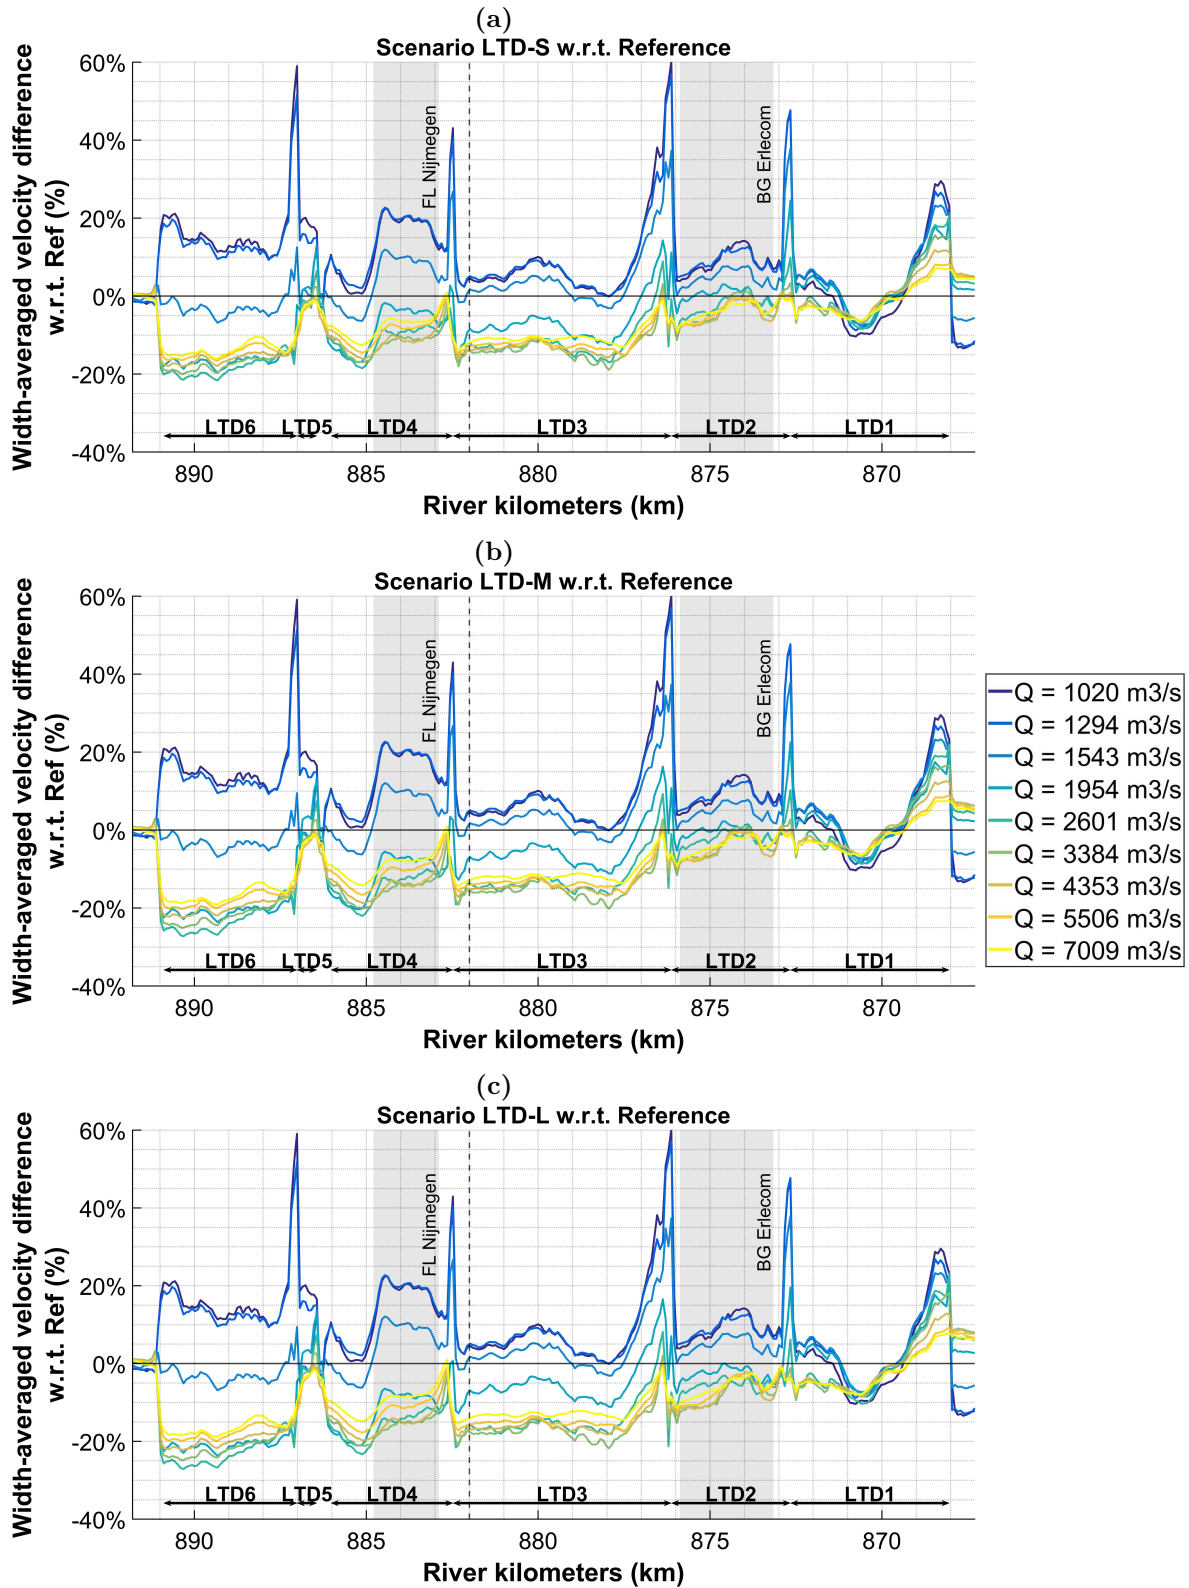 (a)
Scenario LTD-S w.r.t. Reference
Width-averaged velocity difference
w.r.t. Ref (%)
60%
40%
20%
0%
-20%
-40%
FL Nijmegen
BG Erlecom
LTD6
LTD5
LTD4
LTD3
LTD2
LTD1
890
885
880
875
870
River kilometers (km)
(b)
Scenario LTD-M w.r.t. Reference
Width-averaged velocity difference
w.r.t. Ref (%)
60%
40%
20%
0%
-20%
-40%
FL Nijmegen
BG Erlecom
LTD6
LTD5
LTD4
LTD3
LTD2
LTD1
890
885
880
875
870
River kilometers (km)
Q = 1020 m3/s
Q = 1294 m3/s
Q = 1543 m3/s
Q = 1954 m3/s
Q = 2601 m3/s
Q = 3384 m3/s
Q = 4353 m3/s
Q = 5506 m3/s
Q = 7009 m3/s
(c)
Scenario LTD-L w.r.t. Reference
Width-averaged velocity difference
w.r.t. Ref (%)
60%
40%
20%
0%
-20%
-40%
FL Nijmegen
BG Erlecom
LTD6
LTD5
LTD4
LTD3
LTD2
LTD1
890
885
880
875
870
River kilometers (km)